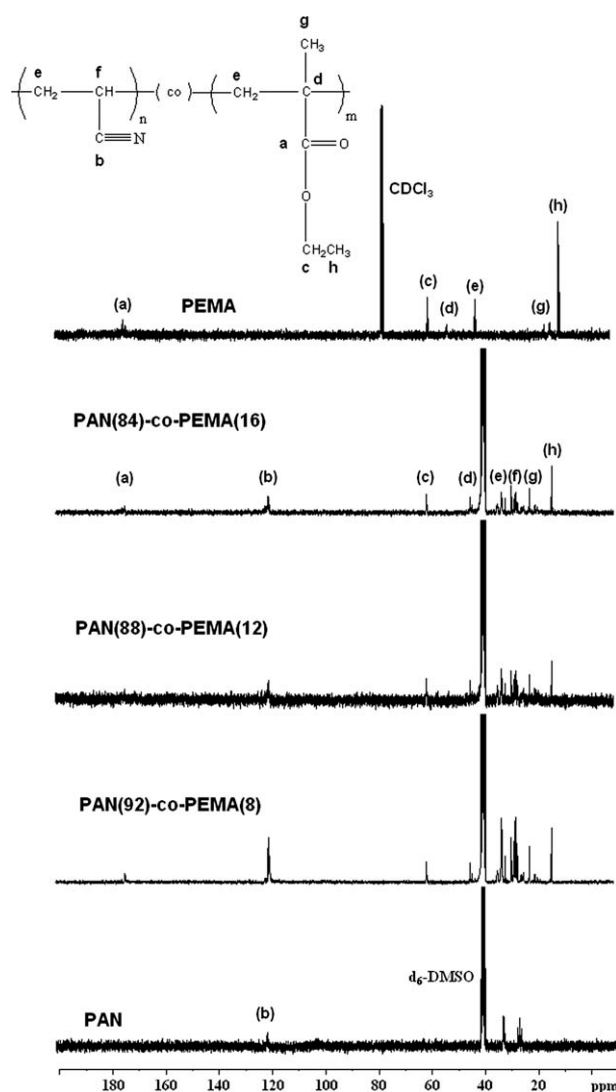 g
CH3
e
f
e
d
CH2
CH
n
co
CH2
C
m
C≡N
b
a
C=O
O
CDCl3
CH2CH3
c
h
(h)
(c)
(e)
(a)
PEMA
(d)
(g)
PAN(84)-co-PEMA(16)
(a)
(b)
(c)
(d)
(e)
(f)
(g)
(h)
PAN(88)-co-PEMA(12)
PAN(92)-co-PEMA(8)
d6-DMSO
PAN
(b)
180 160 140 120 100 80 60 40 20 ppm